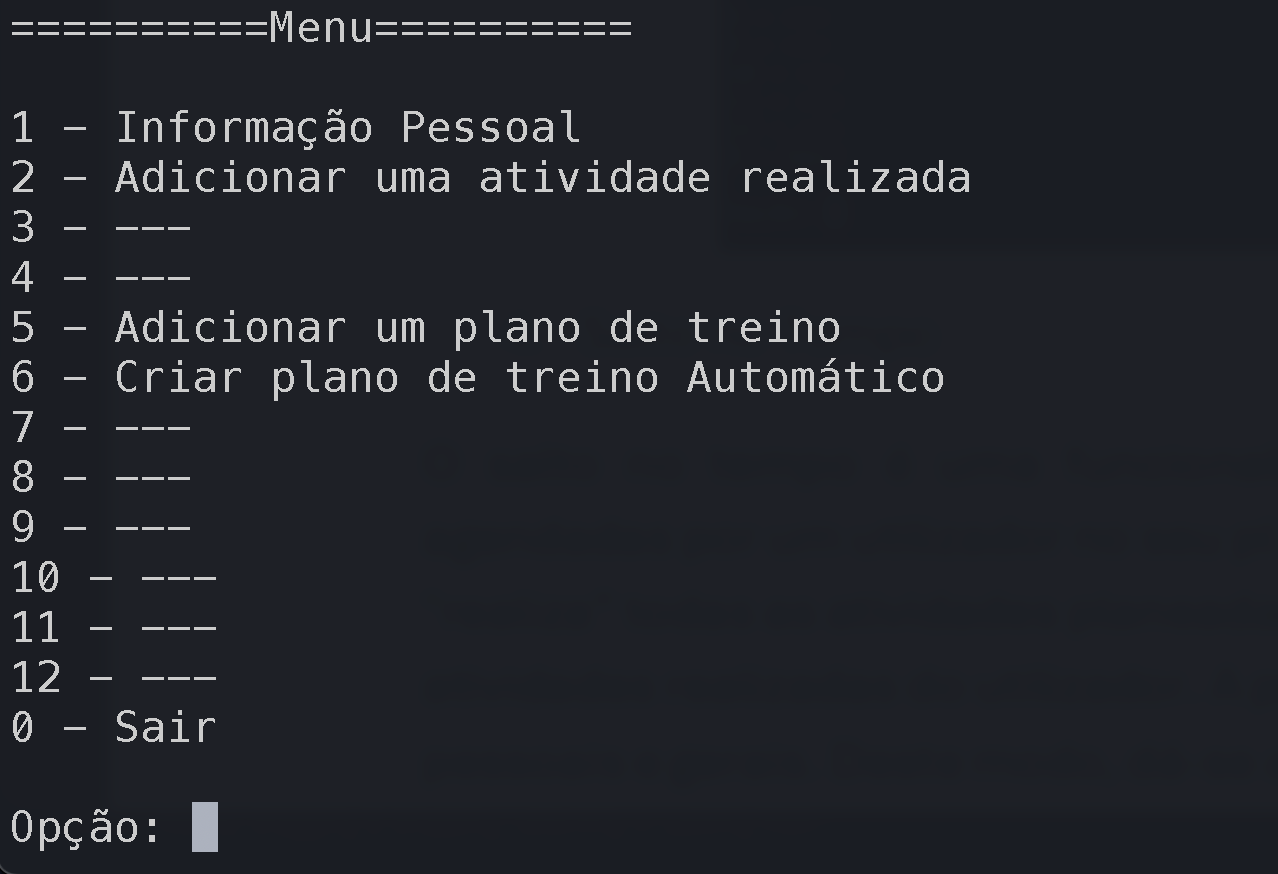 ==========Menu==========
1 - Informação Pessoal
2 - Adicionar uma atividade realizada
3 - ---
4 - ---
5 - Adicionar um plano de treino
6 - Criar plano de treino Automático
7 - ---
8 - ---
9 - ---
10 - ---
11 - ---
12 - ---
0 - Sair
Opção: